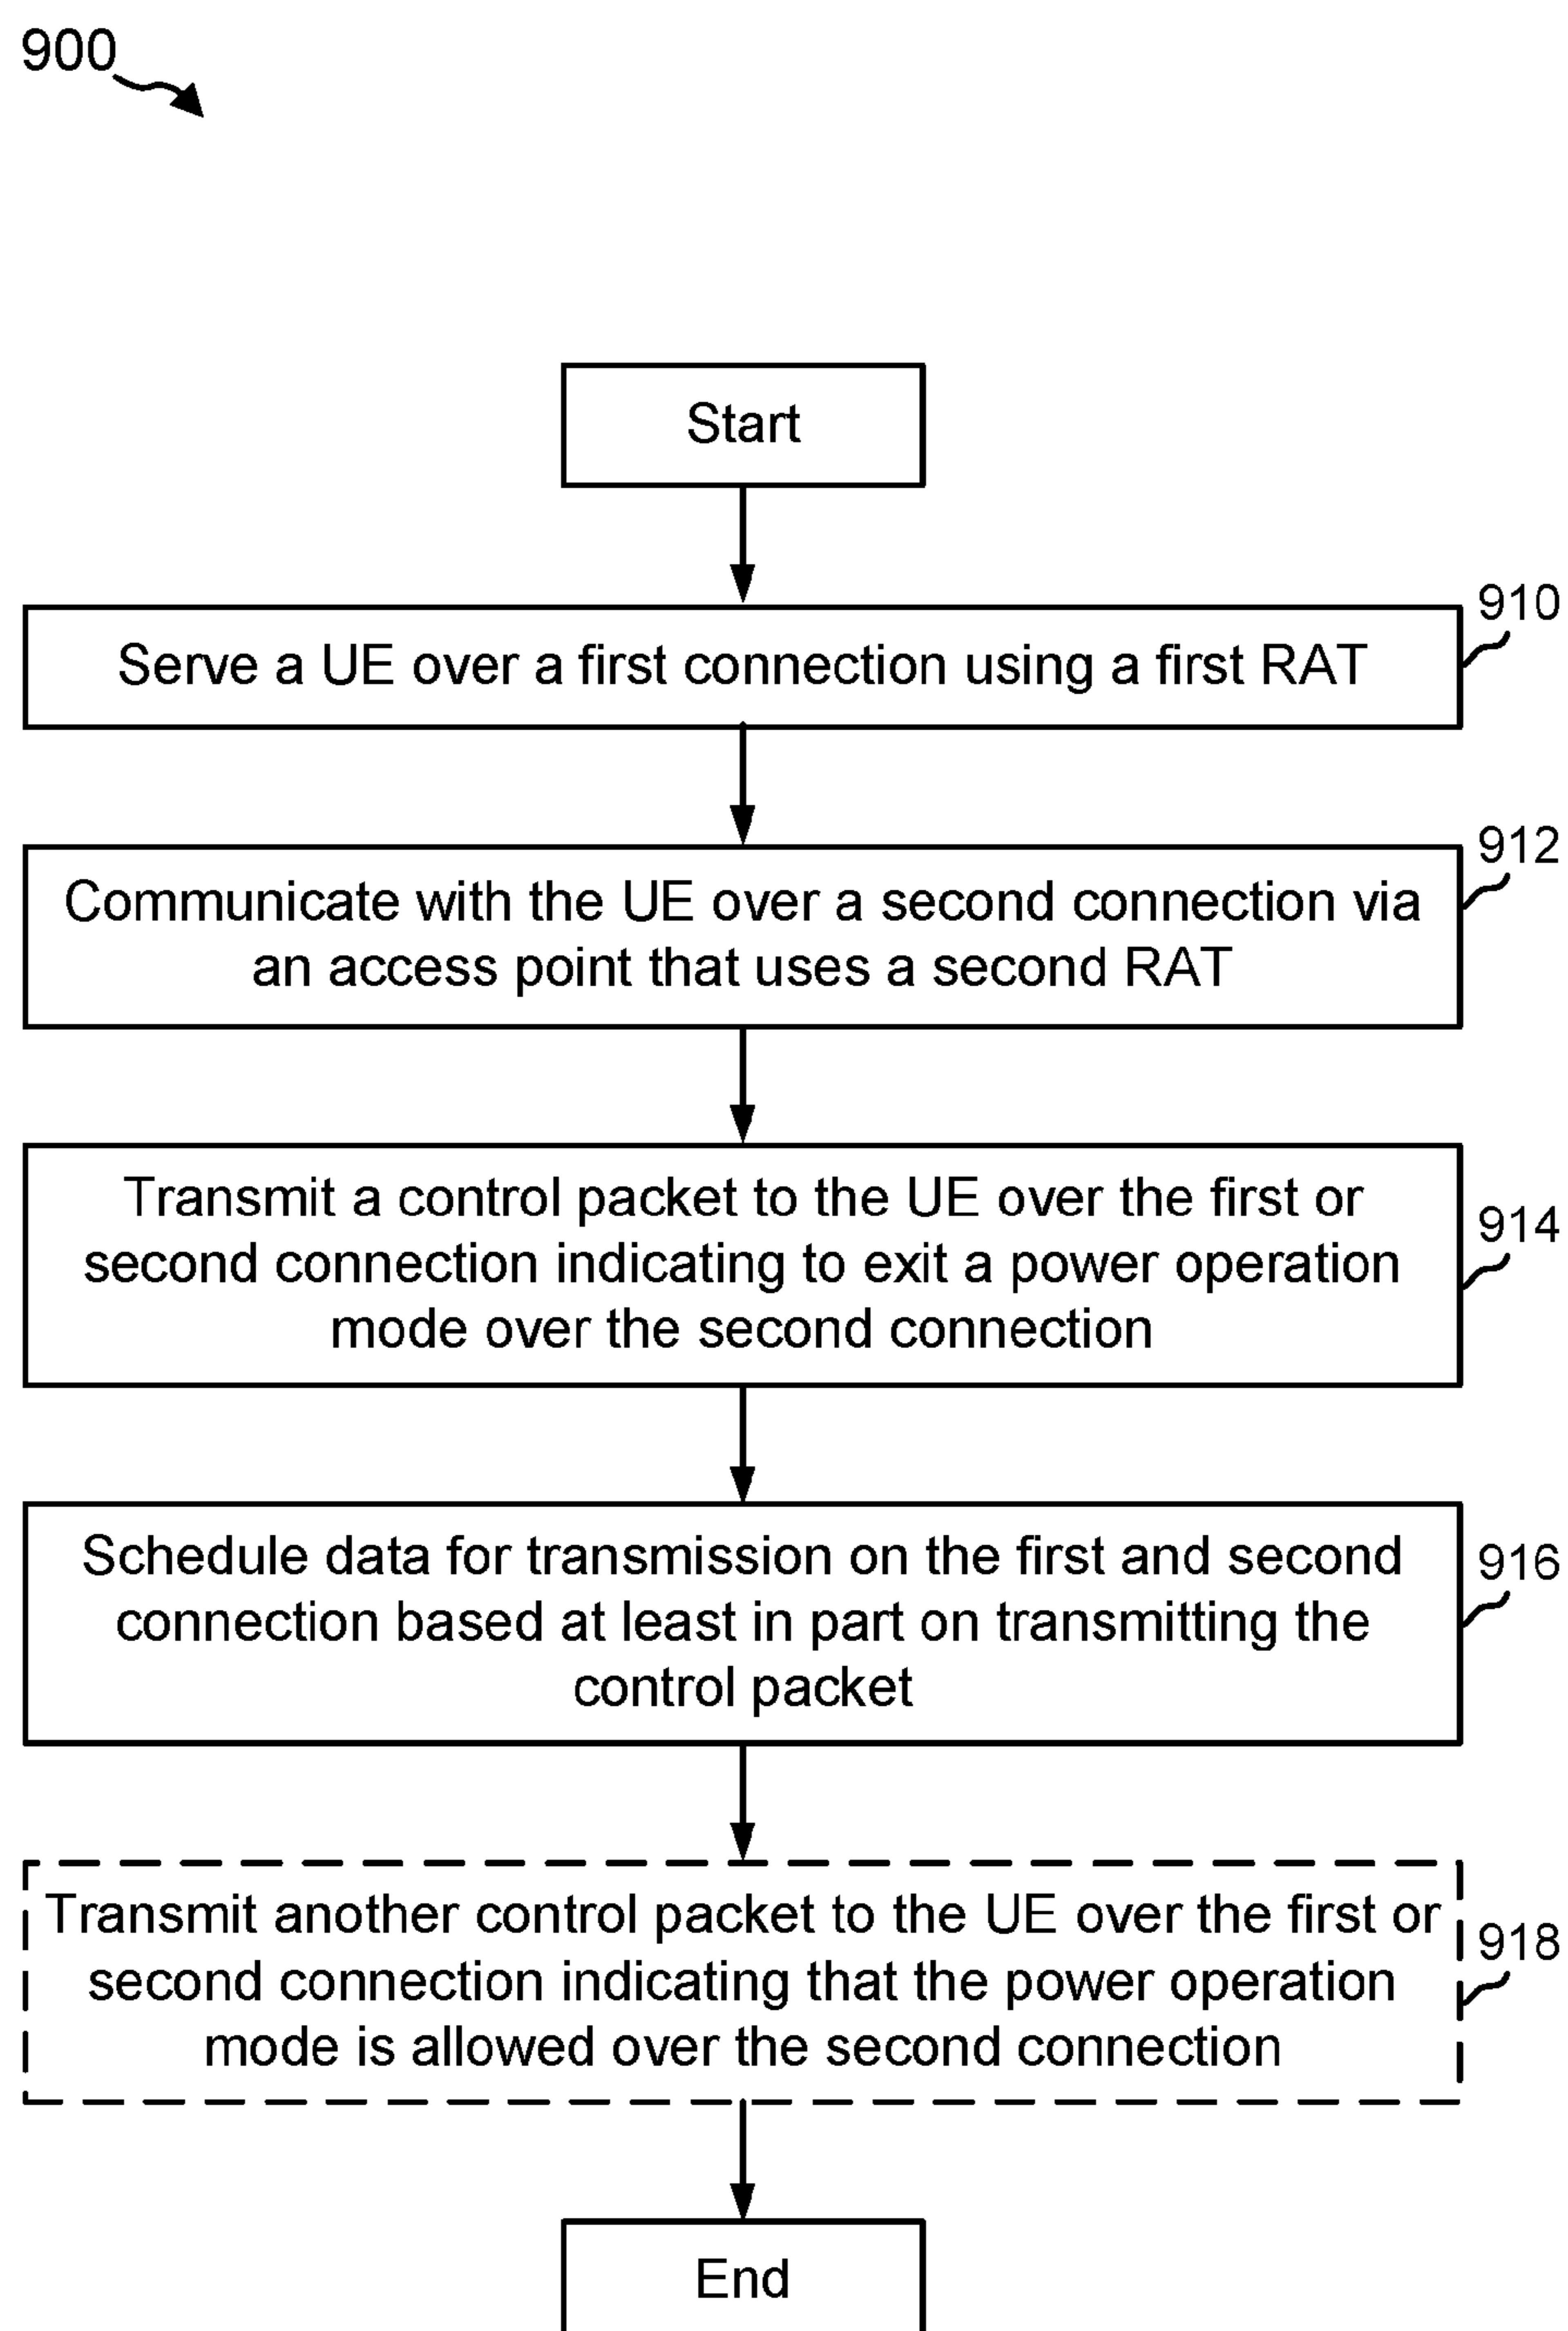 900
Start
910
Serve a UE over a first connection using a first RAT
912
Communicate with the UE over a second connection via
an access point that uses a second RAT
914
Transmit a control packet to the UE over the first or
second connection indicating to exit a power operation
mode over the second connection
916
Schedule data for transmission on the first and second
connection based at least in part on transmitting the
control packet
918
Transmit another control packet to the UE over the first or
second connection indicating that the power operation
mode is allowed over the second connection
End